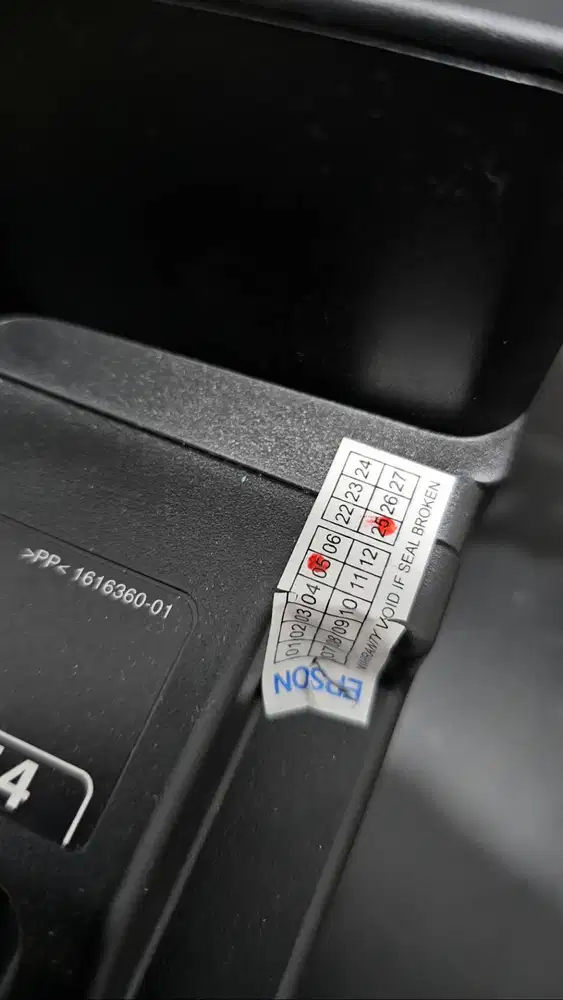 >PP< 1616360-01
22 23 24
25 26 27
01 02 03 04 05 06
07 08 09 10 11 12
WARRANTY VOID IF SEAL BROKEN
EPSON